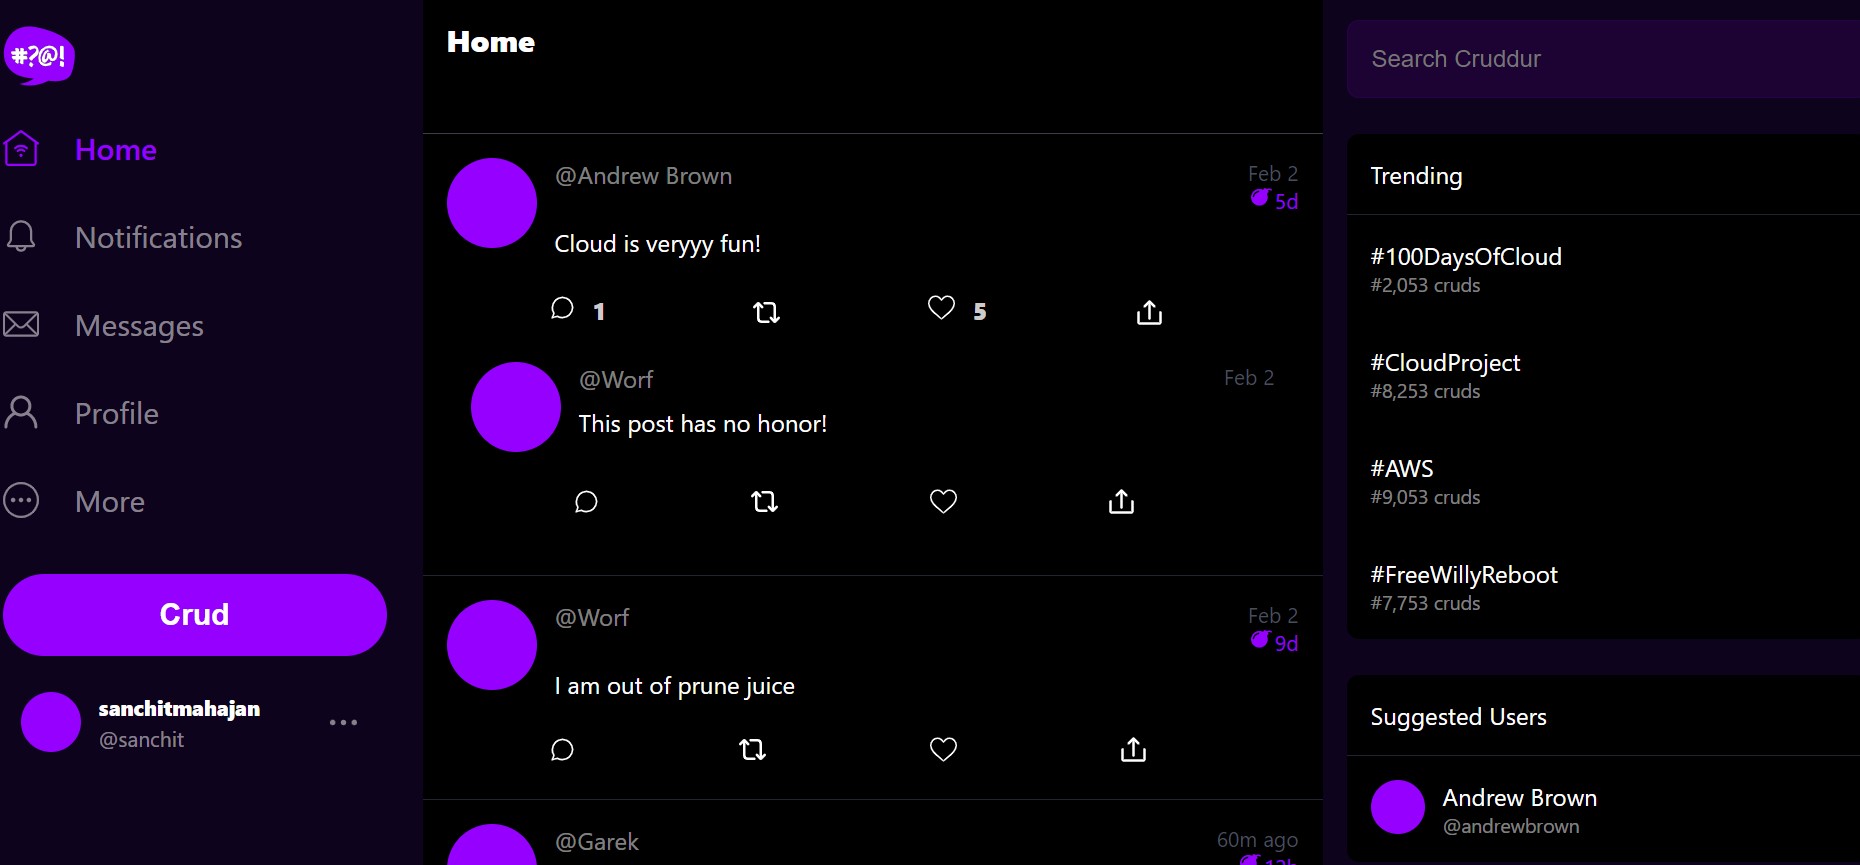 #?@!
Home
Notifications
Messages
Profile
More
Crud
sanchitmahajan
@sanchit
Home
@Andrew Brown
Feb 2
5d
Cloud is veryyy fun!
1
5
@Worf
Feb 2
This post has no honor!
@Worf
Feb 2
9d
I am out of prune juice
@Garek
60m ago
Search Cruddur
Trending
#100DaysOfCloud
#2,053 cruds
#CloudProject
#8,253 cruds
#AWS
#9,053 cruds
#FreeWillyReboot
#7,753 cruds
Suggested Users
Andrew Brown
@andrewbrown